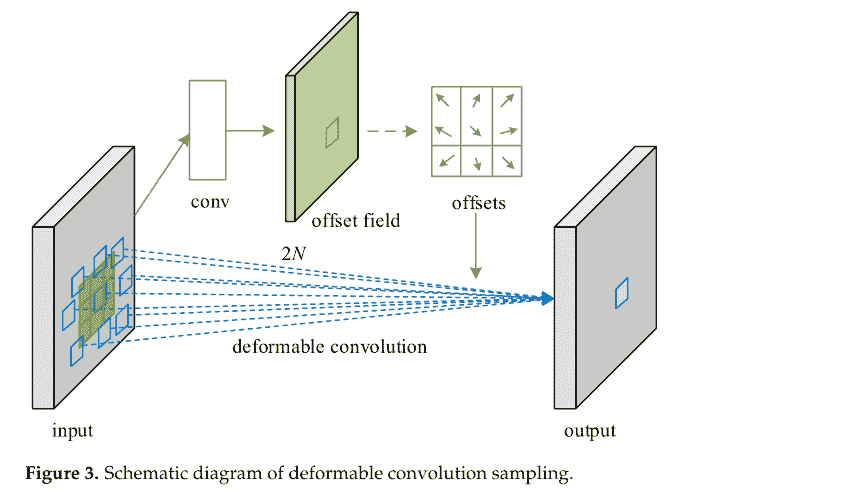 conv
offset field
offsets
2N
deformable convolution
input
output
Figure 3. Schematic diagram of deformable convolution sampling.